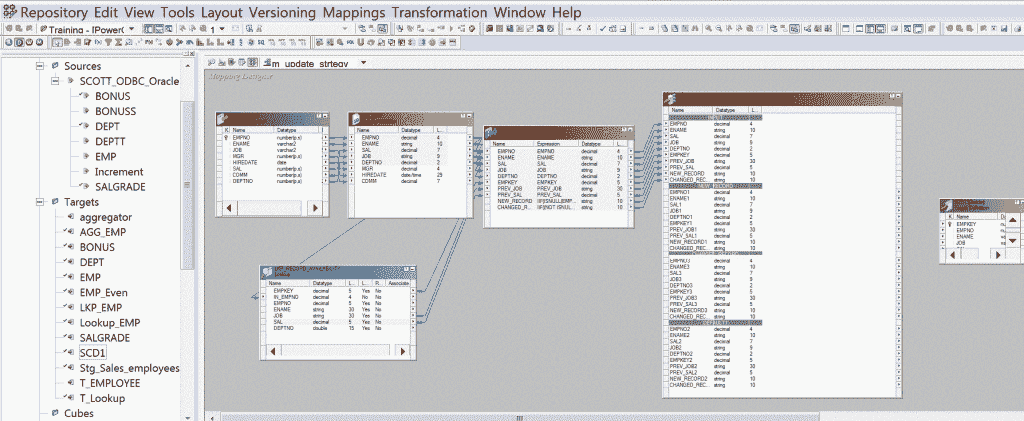 Repository Edit View Tools Layout Versioning Mappings Transformation Window Help
Training - (Power
m_update_strtegy
Mapping Designer
Sources
SCOTT_ODBC_Oracle
BONUS
BONUSS
DEPT
DEPTT
EMP
Increment
SALGRADE
Targets
aggregator
AGG_EMP
BONUS
DEPT
EMP
EMP_Even
LKP_EMP
Lookup_EMP
SALGRADE
SCD1
Stg_Sales_employees
T_EMPLOYEE
T_Lookup
Cubes
K Name Datatype
EMPNO number(p,s)
ENAME varchar2
JOB varchar2
MGR number(p,s)
HIREDATE date
SAL number(p,s)
COMM number(p,s)
DEPTNO number(p,s)
Name Datatype L...
EMPNO decimal 4
ENAME string 10
SAL decimal 7
JOB string 9
DEPTNO decimal 2
MGR decimal 4
HIREDATE date/time 29
COMM decimal 7
Name Expression Datatype L...
EMPNO EMPNO decimal 4
ENAME ENAME string 10
SAL SAL decimal 7
JOB JOB string 9
DEPTNO DEPTNO decimal 2
EMPKEY EMPKEY decimal 5
PREV_JOB PREV_JOB string 30
PREV_SAL PREV_SAL decimal 5
NEW_RECORD IIF(ISNULL(EMP... string 10
CHANGED_R... IIF(NOT ISNUL... string 10
Lookup
Name Datatype L... L... R... Associate
EMPKEY decimal 5 Yes No
IN_EMPNO decimal 4 No No
EMPNO decimal 5 Yes No
ENAME string 30 Yes No
JOB string 30 Yes No
SAL decimal 5 Yes No
DEPTNO double 15 Yes No
Name Datatype L...
EMPNO decimal 4
ENAME string 10
SAL decimal 7
JOB string 9
DEPTNO decimal 2
EMPKEY decimal 5
PREV_JOB string 30
PREV_SAL decimal 5
NEW_RECORD string 10
CHANGED_REC... string 10
EMPNO1 decimal 4
ENAME1 string 10
SAL1 decimal 7
JOB1 string 9
DEPTNO1 decimal 2
EMPKEY1 decimal 5
PREV_JOB1 string 30
PREV_SAL1 decimal 5
NEW_RECORD1 string 10
CHANGED_REC... string 10
EMPNO3 decimal 4
ENAME3 string 10
SAL3 decimal 7
JOB3 string 9
DEPTNO3 decimal 2
EMPKEY3 decimal 5
PREV_JOB3 string 30
PREV_SAL3 decimal 5
NEW_RECORD3 string 10
CHANGED_REC... string 10
EMPNO2 decimal 4
ENAME2 string 10
SAL2 decimal 7
JOB2 string 9
DEPTNO2 decimal 2
EMPKEY2 decimal 5
PREV_JOB2 string 30
PREV_SAL2 decimal 5
NEW_RECORD2 string 10
CHANGED_REC... string 10
K Name
EMPKEY
EMPNO
ENAME
JOB